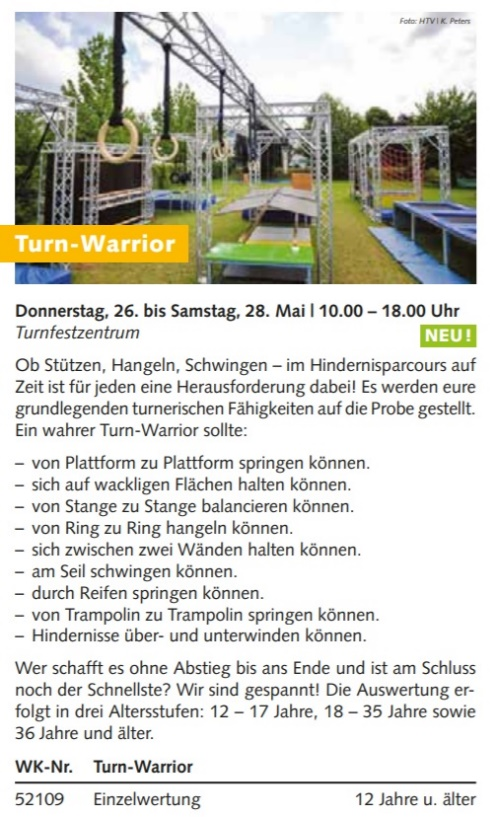 Foto: HTV | K. Peters
Turn-Warrior
Donnerstag, 26. bis Samstag, 28. Mai | 10.00 – 18.00 Uhr
Turnfestzentrum
NEU!
Ob Stützen, Hangeln, Schwingen – im Hindernisparcours auf
Zeit ist für jeden eine Herausforderung dabei! Es werden eure
grundlegenden turnerischen Fähigkeiten auf die Probe gestellt.
Ein wahrer Turn-Warrior sollte:
– von Plattform zu Plattform springen können.
– sich auf wackligen Flächen halten können.
– von Stange zu Stange balancieren können.
– von Ring zu Ring hangeln können.
– sich zwischen zwei Wänden halten können.
– am Seil schwingen können.
– durch Reifen springen können.
– von Trampolin zu Trampolin springen können.
– Hindernisse über- und unterwinden können.
Wer schafft es ohne Abstieg bis ans Ende und ist am Schluss
noch der Schnellste? Wir sind gespannt! Die Auswertung er-
folgt in drei Altersstufen: 12 – 17 Jahre, 18 – 35 Jahre sowie
36 Jahre und älter.
WK-Nr. Turn-Warrior
52109 Einzelwertung 12 Jahre u. älter